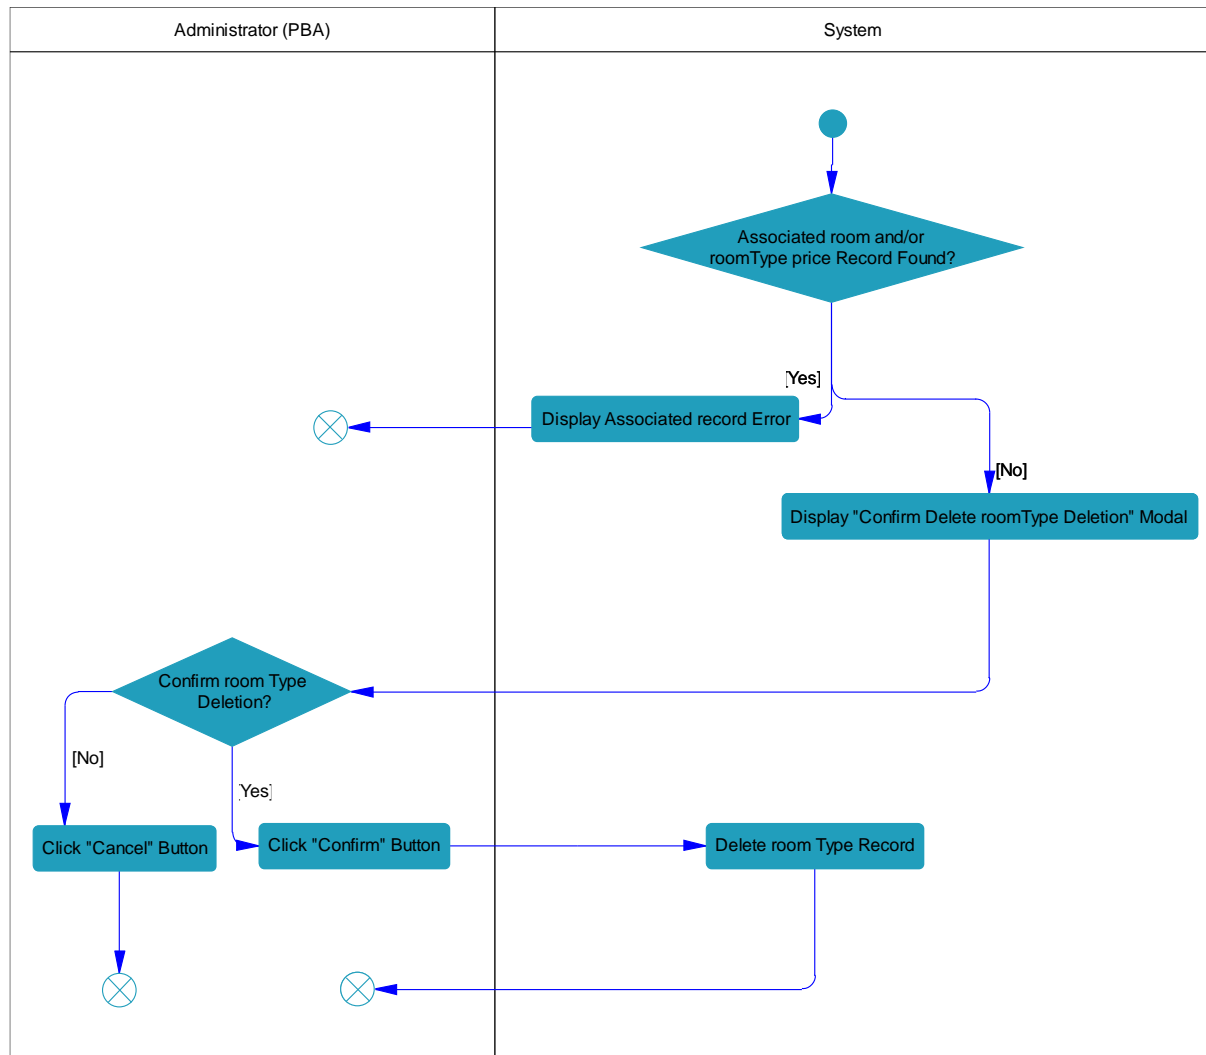 Administrator (PBA)
System
Associated room and/or
roomType price Record Found?
[Yes]
Display Associated record Error
[No]
Display "Confirm Delete roomType Deletion" Modal
Confirm room Type
Deletion?
[No]
[Yes]
Click "Cancel" Button
Click "Confirm" Button
Delete room Type Record